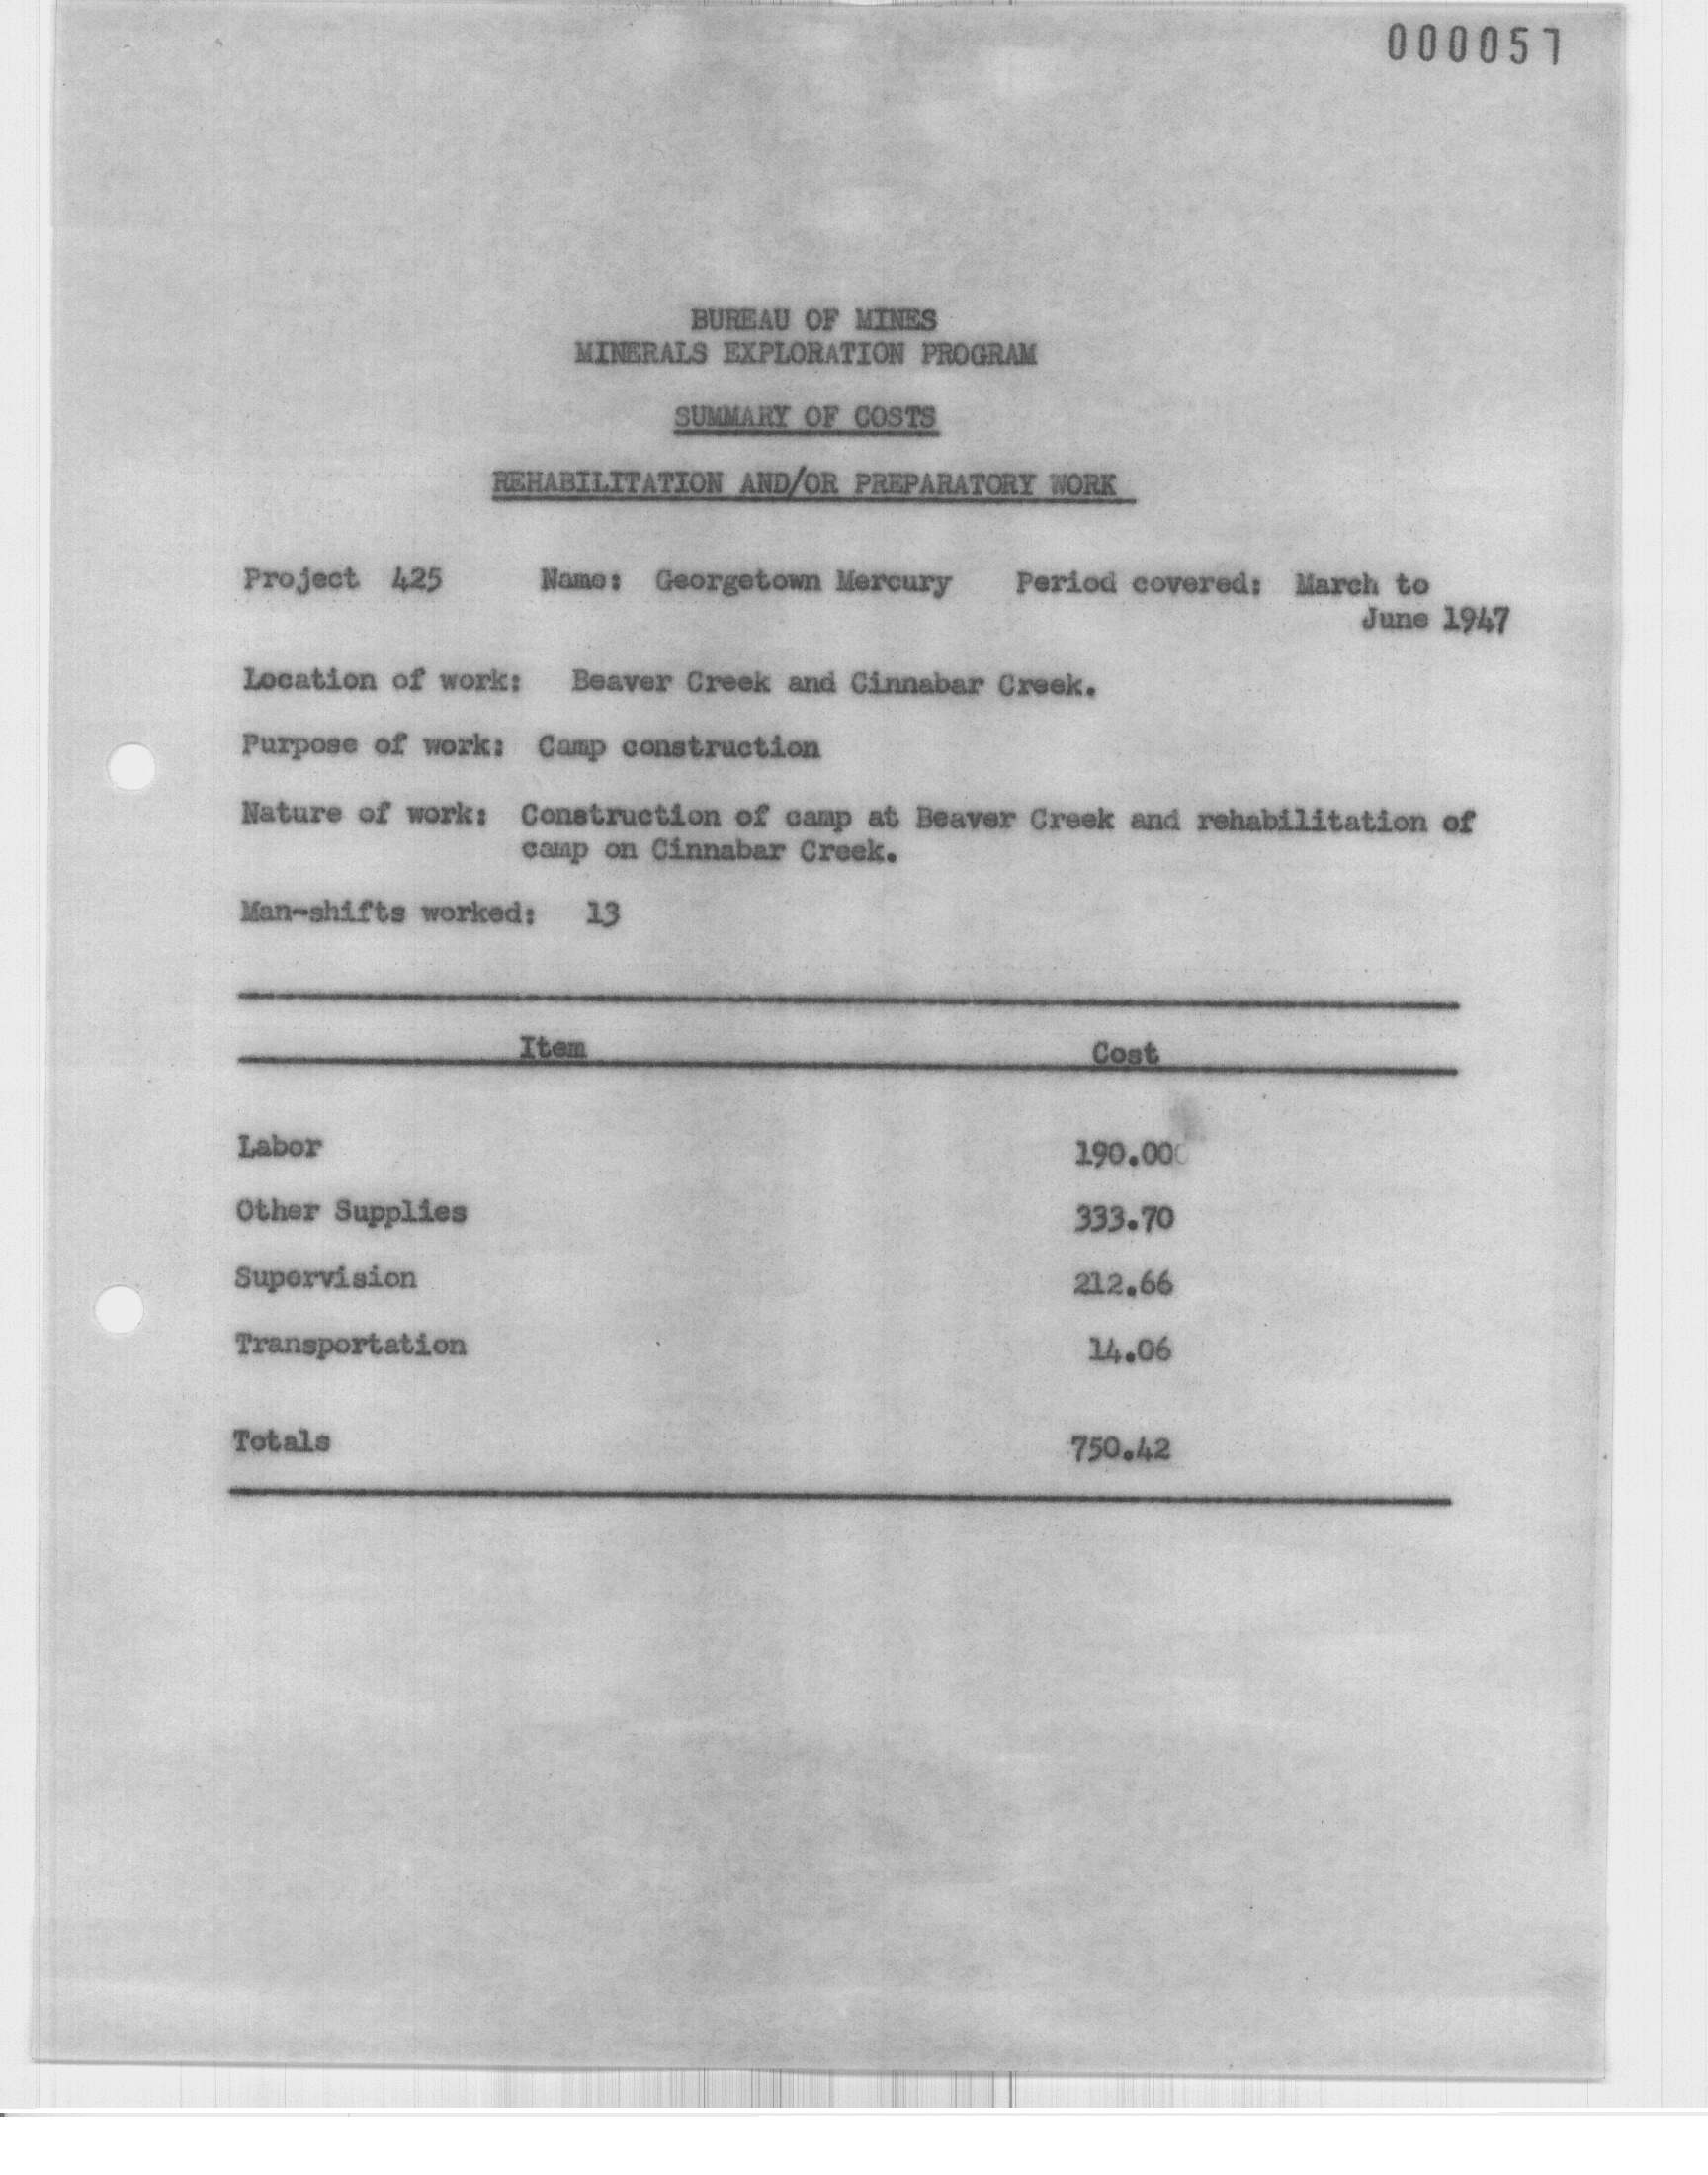 000057
BUREAU OF MINES
MINERALS EXPLORATION PROGRAM
SUMMARY OF COSTS
REHABILITATION AND/OR PREPARATORY WORK
Project 425 Name: Georgetown Mercury Period covered: March to
June 1947
Location of work: Beaver Creek and Cinnabar Creek.
Purpose of work: Camp construction
Nature of work: Construction of camp at Beaver Creek and rehabilitation of
camp on Cinnabar Creek.
Man-shifts worked: 13
Item Cost
Labor 190.00
Other Supplies 333.70
Supervision 212.66
Transportation 14.06
Totals 750.42